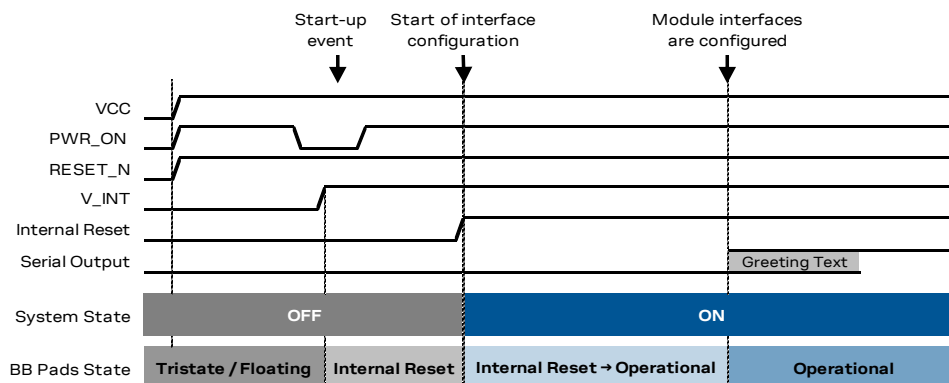 Start-up
event
Start of interface
configuration
Module interfaces
are configured
VCC
PWR_ON
RESET_N
V_INT
Internal Reset
Serial Output
Greeting Text
System State
OFF
ON
BB Pads State
Tristate / Floating
Internal Reset
Internal Reset → Operational
Operational